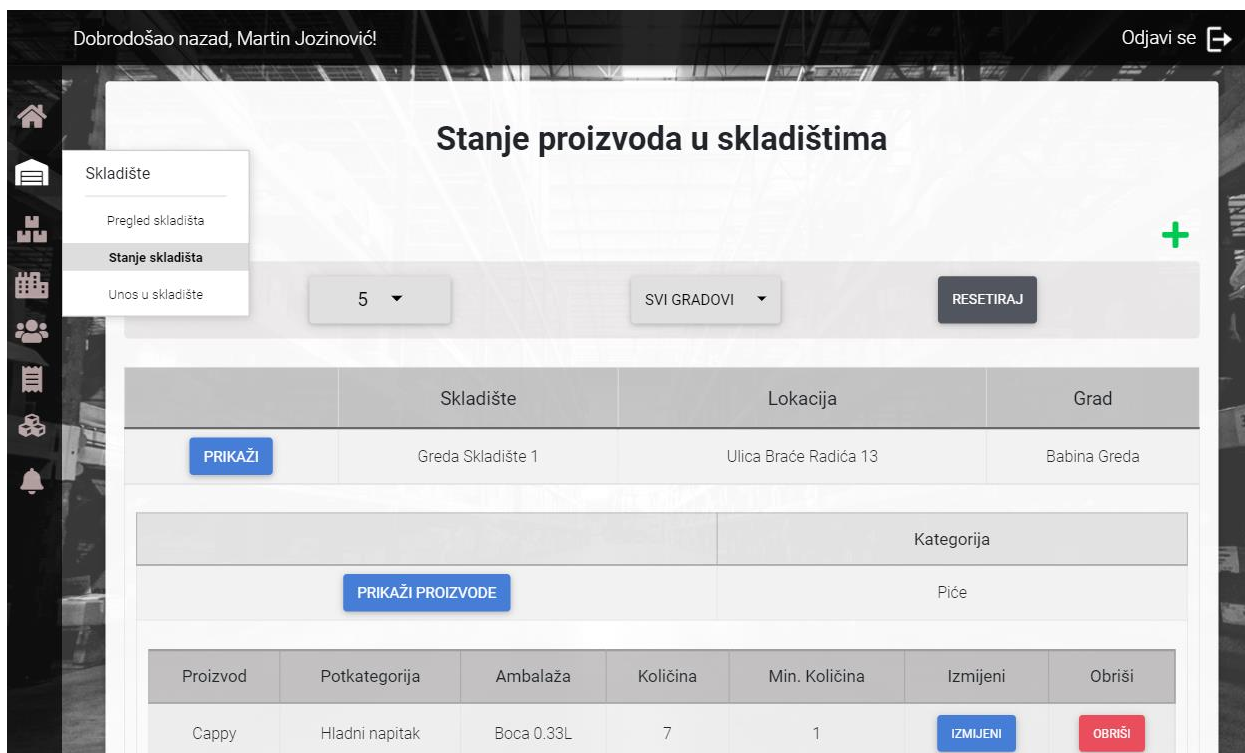 Dobrodošao nazad, Martin Jozinović!
Odjavi se
Stanje proizvoda u skladištima
Skladište
Pregled skladišta
Stanje skladišta
Unos u skladište
5
SVI GRADOVI
RESETIRAJ
Skladište Lokacija Grad
PRIKAŽI Greda Skladište 1 Ulica Braće Radića 13 Babina Greda
Kategorija
PRIKAŽI PROIZVODE Piće
Proizvod Potkategorija Ambalaža Količina Min. Količina Izmijeni Obriši
Cappy Hladni napitak Boca 0.33L 7 1 IZMIJENI OBRIŠI